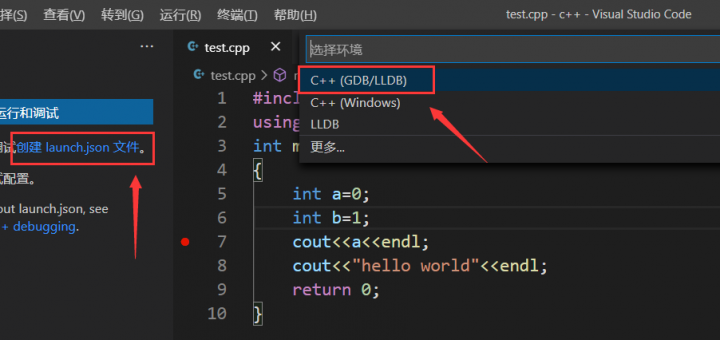 择(S) 查看(V) 转到(G) 运行(R) 终端(T) 帮助(H) test.cpp - c++ - Visual Studio Code
··· test.cpp ×
test.cpp >
选择环境
C++ (GDB/LLDB)
C++ (Windows)
LLDB
更多...
运行和调试
创建 launch.json 文件。
式配置。
out launch.json, see
+ debugging.
1 #incl
2 using
3 int m
4 {
5 int a=0;
6 int b=1;
7 cout<<a<<endl;
8 cout<<"hello world"<<endl;
9 return 0;
10 }